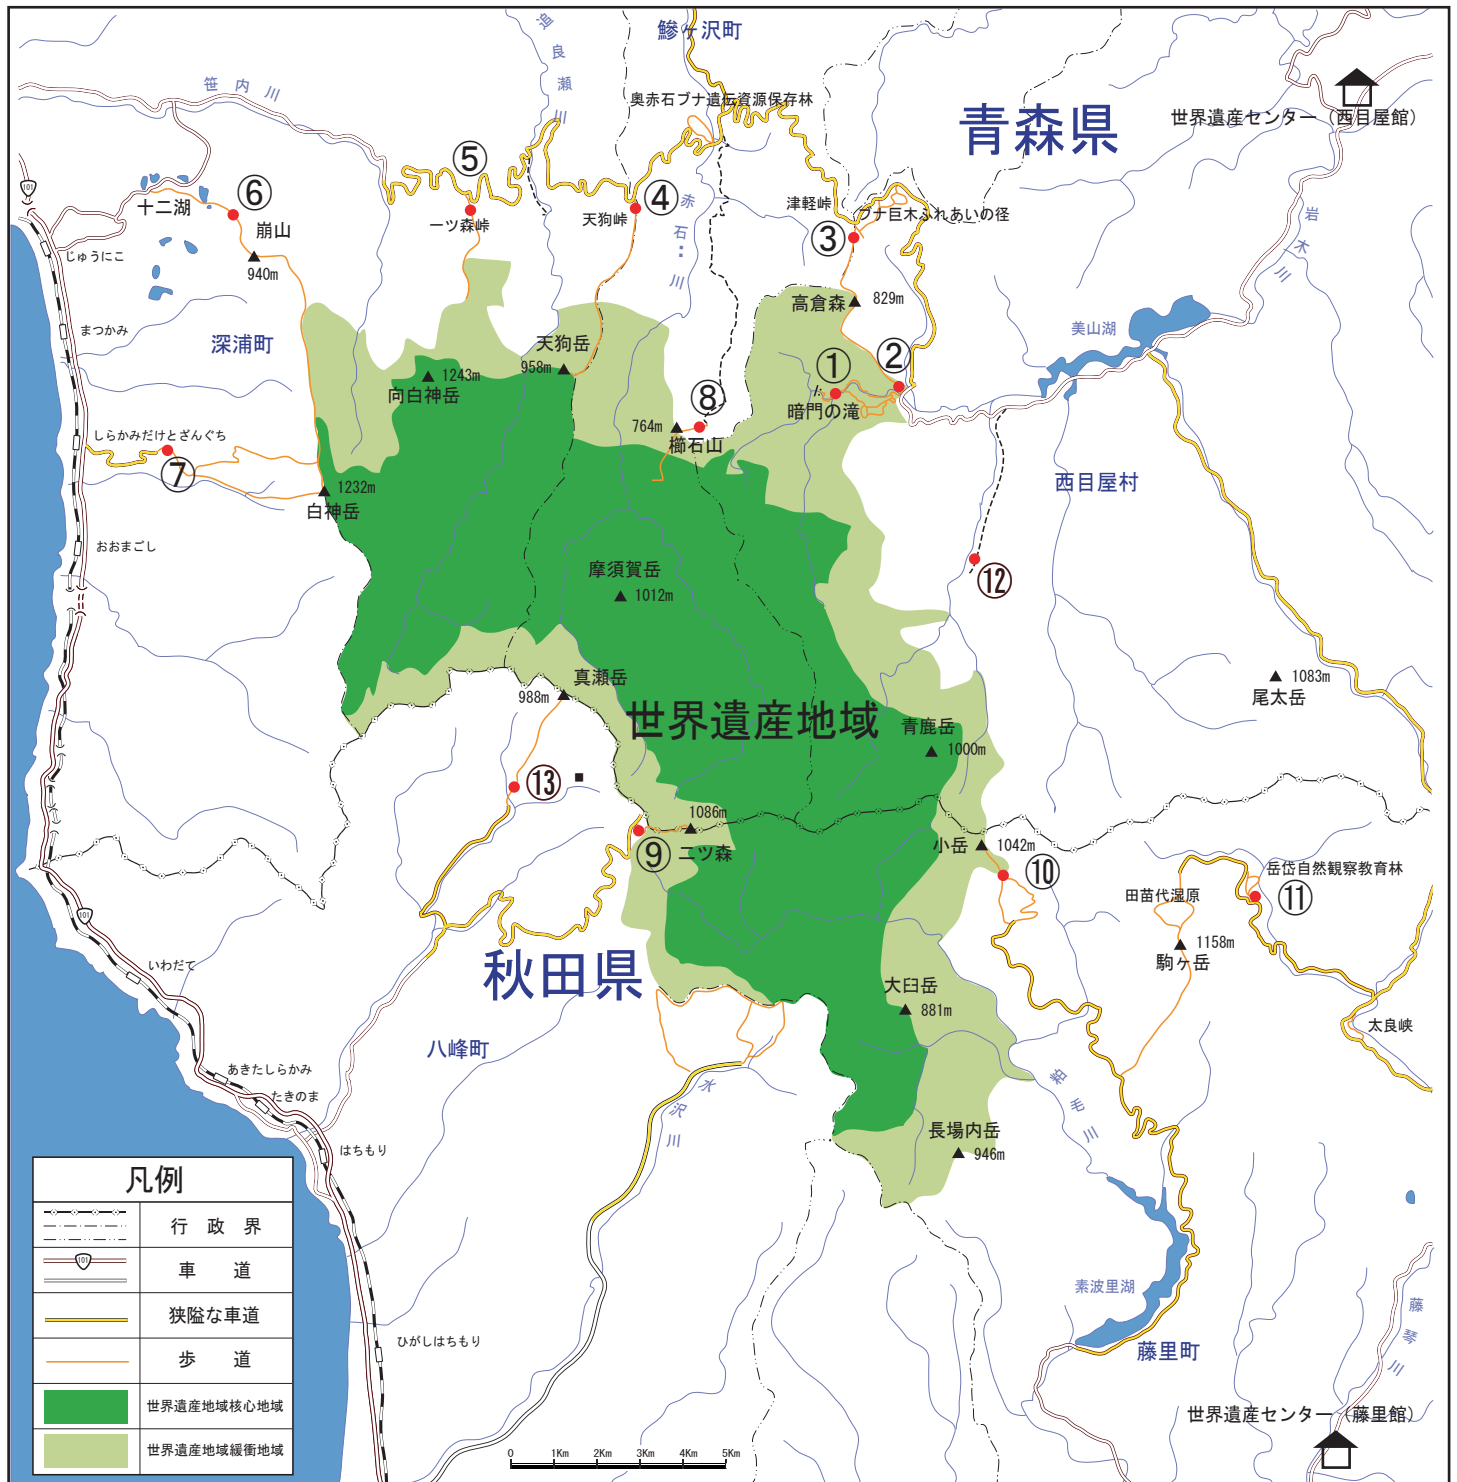 追良瀬川
鰺ヶ沢町
笹内川
奥赤石ブナ遺伝資源保存林
青森県
世界遺産センター（西目屋館）
⑤
101
⑥
十二湖
崩山
940m
一ツ森峠
④
天狗峠
赤石川
津軽峠
ブナ巨木ふれあいの径
③
岩木川
じゅうにこ
高倉森
829m
まつかみ
深浦町
天狗岳
958m
美山湖
1243m
向白神岳
①
②
暗門の滝
⑧
764m
櫛石山
しらかみだけとざんぐち
⑦
1232m
白神岳
西目屋村
おおまごし
摩須賀岳
1012m
⑫
真瀬岳
988m
世界遺産地域
青鹿岳
1000m
1083m
尾太岳
⑬
1086m
二ツ森
⑨
小岳
1042m
⑩
岳岱自然観察教育林
⑪
田苗代湿原
101
いわだて
秋田県
1158m
駒ヶ岳
大臼岳
881m
太良峡
八峰町
あきたしらかみ
たきのま
水沢川
粕毛川
はちもり
長場内岳
946m
凡例
行政界
101
車道
狭隘な車道
歩道
世界遺産地域核心地域
世界遺産地域緩衝地域
ひがしはちもり
素波里湖
藤里町
藤琴川
世界遺産センター（藤里館）
0 1Km 2Km 3Km 4Km 5Km